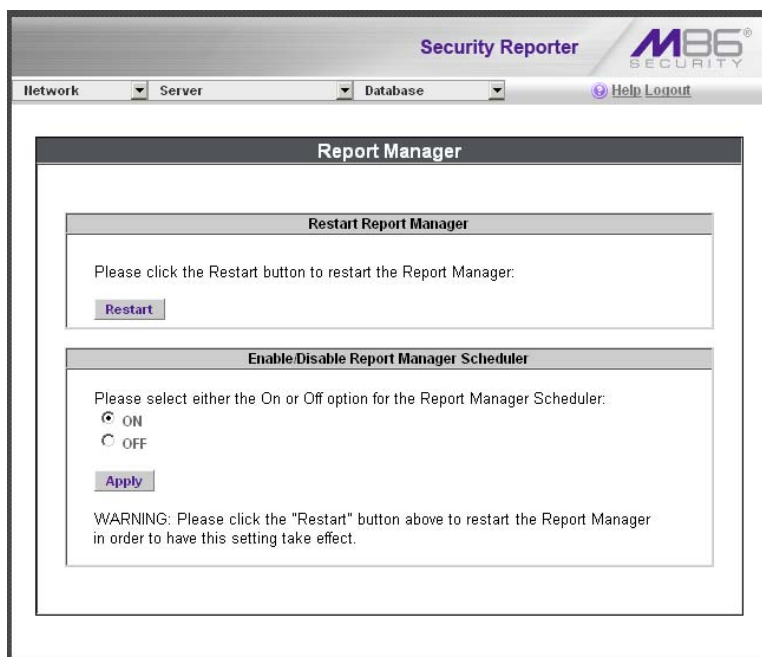 Security Reporter
M86®
SECURITY
Network Server Database Help Logout
Report Manager
Restart Report Manager
Please click the Restart button to restart the Report Manager:
Restart
Enable/Disable Report Manager Scheduler
Please select either the On or Off option for the Report Manager Scheduler:
ON
OFF
Apply
WARNING: Please click the "Restart" button above to restart the Report Manager
in order to have this setting take effect.